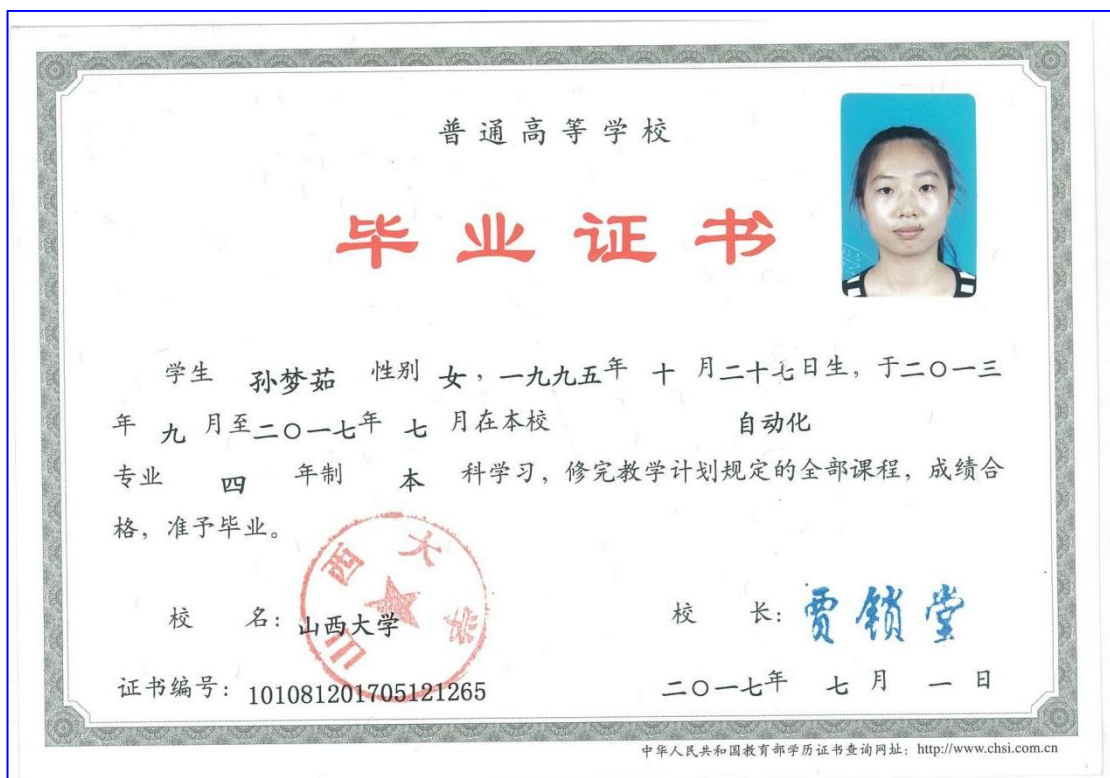 普通高等学校
毕业证书
学生 孙梦茹 性别 女，一九九五年 十 月二十七日生，于二〇一三
年 九 月至二〇一七年 七 月在本校 自动化
专业 四 年制 本 科学习，修完教学计划规定的全部课程，成绩合
格，准予毕业。
山西大学
校 名：山西大学 校 长：贾锁堂
证书编号：101081201705121265 二〇一七年 七 月 一 日
中华人民共和国教育部学历证书查询网址：http://www.chsi.com.cn